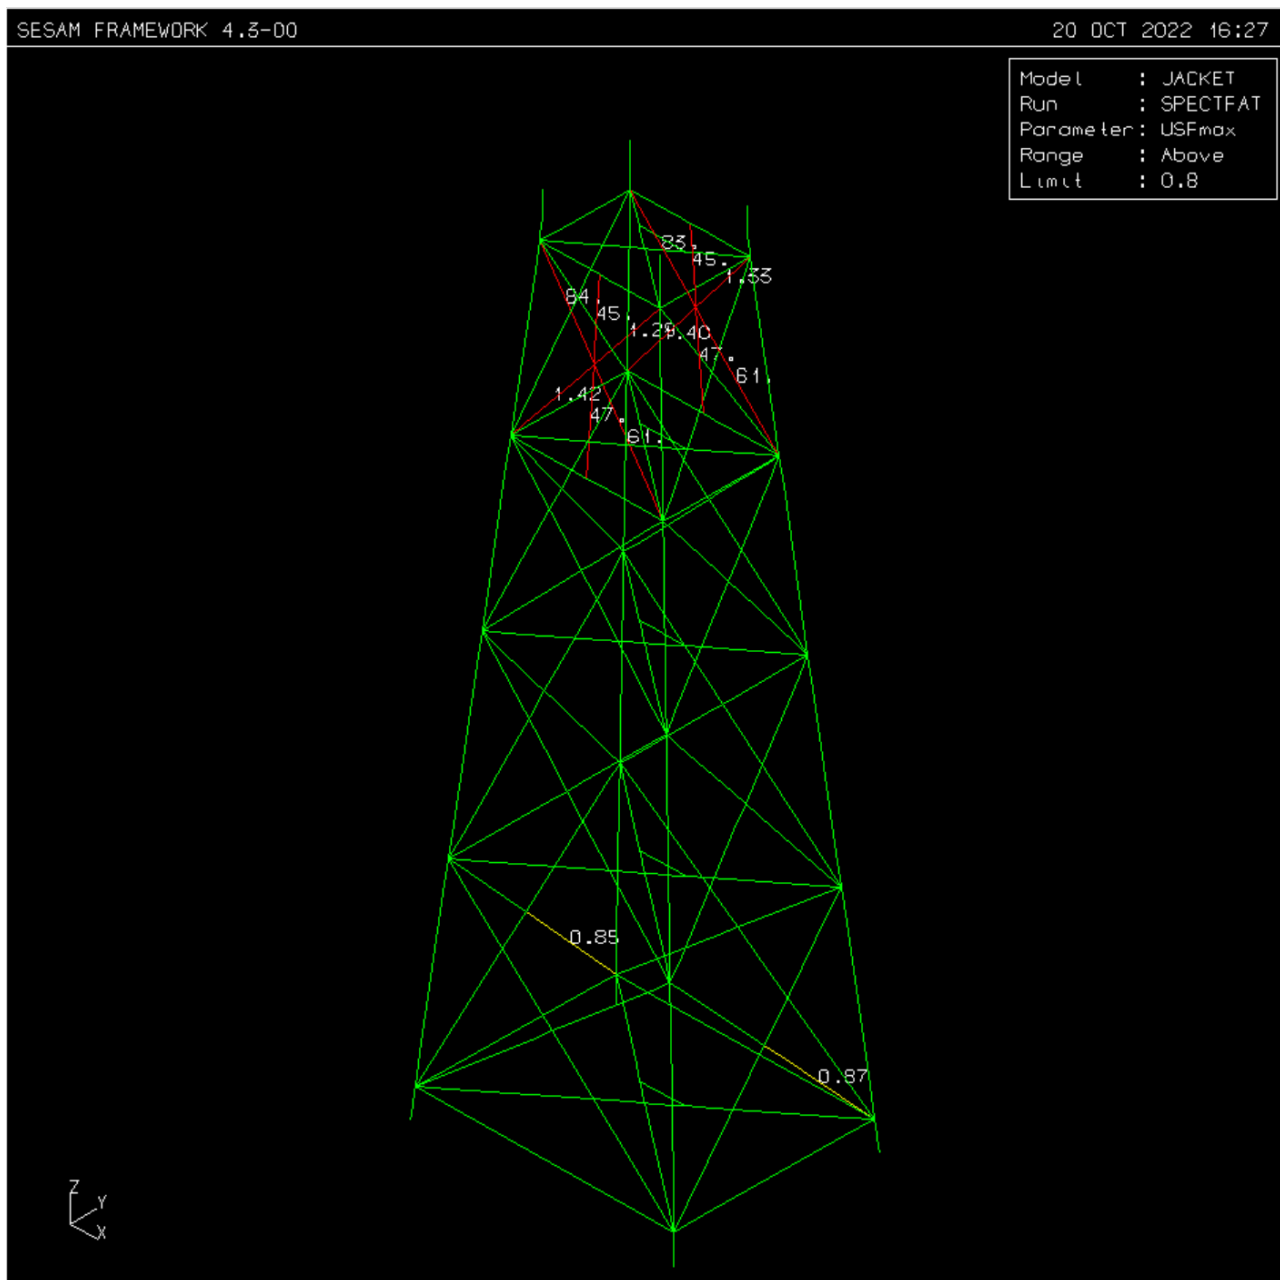 SESAM FRAMEWORK 4.3-00
20 OCT 2022 16:27
Model : JACKET
Run : SPECTFAT
Parameter: USFmax
Range : Above
Limit : 0.8
83.
45.
1.33
84.
45.
1.40
47.
61.
1.42
47.
61.
0.85
0.87
Z
Y
X